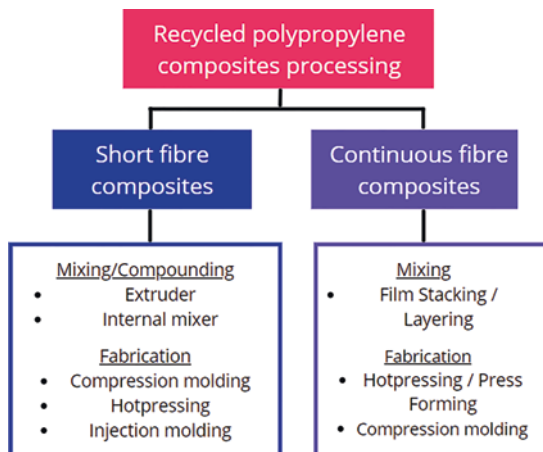 Recycled polypropylene
composites processing
Short fibre
composites
Continuous fibre
composites
Mixing/Compounding
• Extruder
• Internal mixer
Fabrication
• Compression molding
• Hotpressing
• Injection molding
Mixing
• Film Stacking /
Layering
Fabrication
• Hotpressing / Press
Forming
• Compression molding